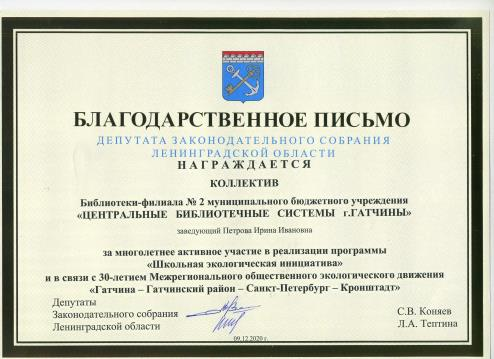 БЛАГОДАРСТВЕННОЕ ПИСЬМО
ДЕПУТАТА ЗАКОНОДАТЕЛЬНОГО СОБРАНИЯ
ЛЕНИНГРАДСКОЙ ОБЛАСТИ
НАГРАЖДАЕТСЯ
КОЛЛЕКТИВ
Библиотеки-филиала № 2 муниципального бюджетного учреждения
«ЦЕНТРАЛЬНЫЕ БИБЛИОТЕЧНЫЕ СИСТЕМЫ г.ГАТЧИНЫ»
заведующий Петрова Ирина Ивановна
за многолетнее активное участие в реализации программы
«Школьная экологическая инициатива»
и в связи с 30-летием Межрегионального общественного экологического движения
«Гатчина – Гатчинский район – Санкт-Петербург – Кронштадт»
Депутаты
Законодательного собрания С.В. Коняев
Ленинградской области Л.А. Тептина
09.12.2020 г.